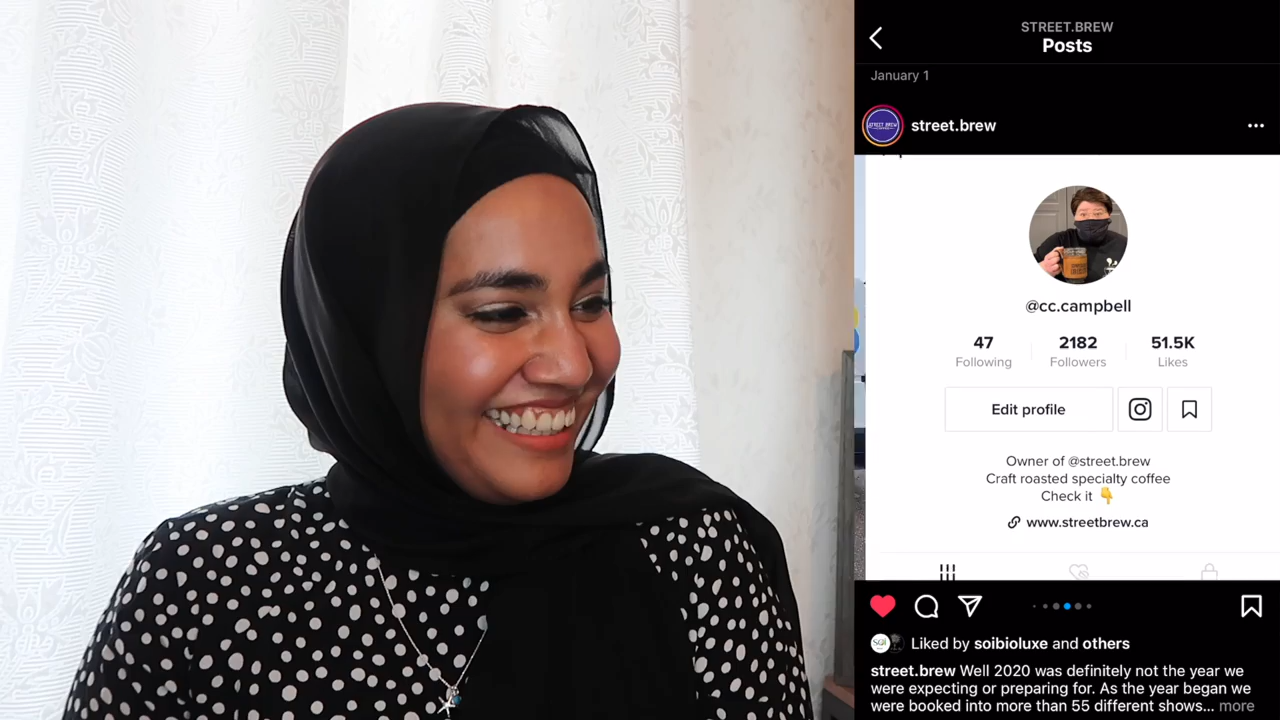 STREET.BREW
Posts
January 1
STREET BREW
street.brew
@cc.campbell
47
2182
51.5K
Following
Followers
Likes
Edit profile
Owner of @street.brew
Craft roasted specialty coffee
Check it 👇
www.streetbrew.ca
Liked by soibioluxe and others
street.brew Well 2020 was definitely not the year we
were expecting or preparing for. As the year began we
were booked into more than 55 different shows... more